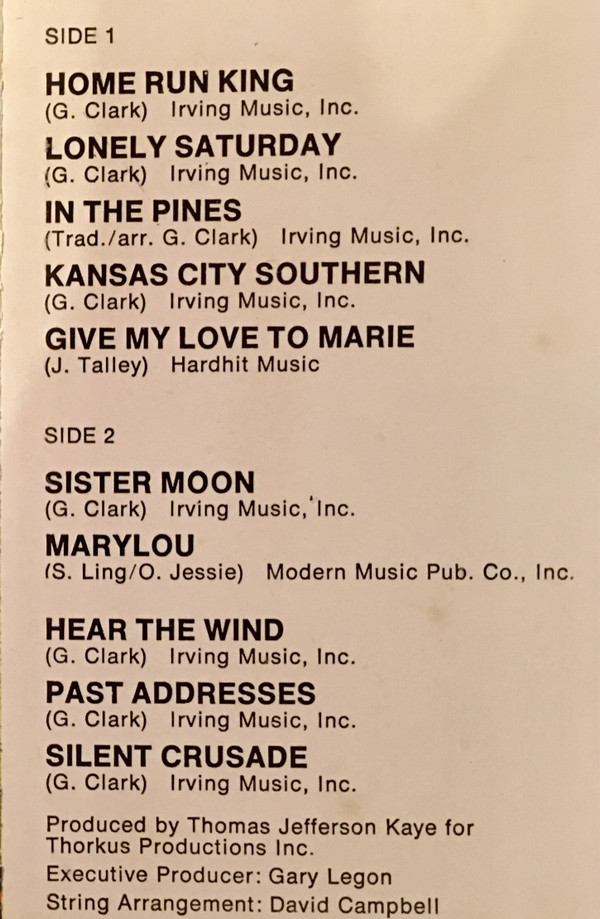 SIDE 1
HOME RUN KING
(G. Clark) Irving Music, Inc.
LONELY SATURDAY
(G. Clark) Irving Music, Inc.
IN THE PINES
(Trad./arr. G. Clark) Irving Music, Inc.
KANSAS CITY SOUTHERN
(G. Clark) Irving Music, Inc.
GIVE MY LOVE TO MARIE
(J. Talley) Hardhit Music
SIDE 2
SISTER MOON
(G. Clark) Irving Music, Inc.
MARYLOU
(S. Ling/O. Jessie) Modern Music Pub. Co., Inc.
HEAR THE WIND
(G. Clark) Irving Music, Inc.
PAST ADDRESSES
(G. Clark) Irving Music, Inc.
SILENT CRUSADE
(G. Clark) Irving Music, Inc.
Produced by Thomas Jefferson Kaye for
Thorkus Productions Inc.
Executive Producer: Gary Legon
String Arrangement: David Campbell